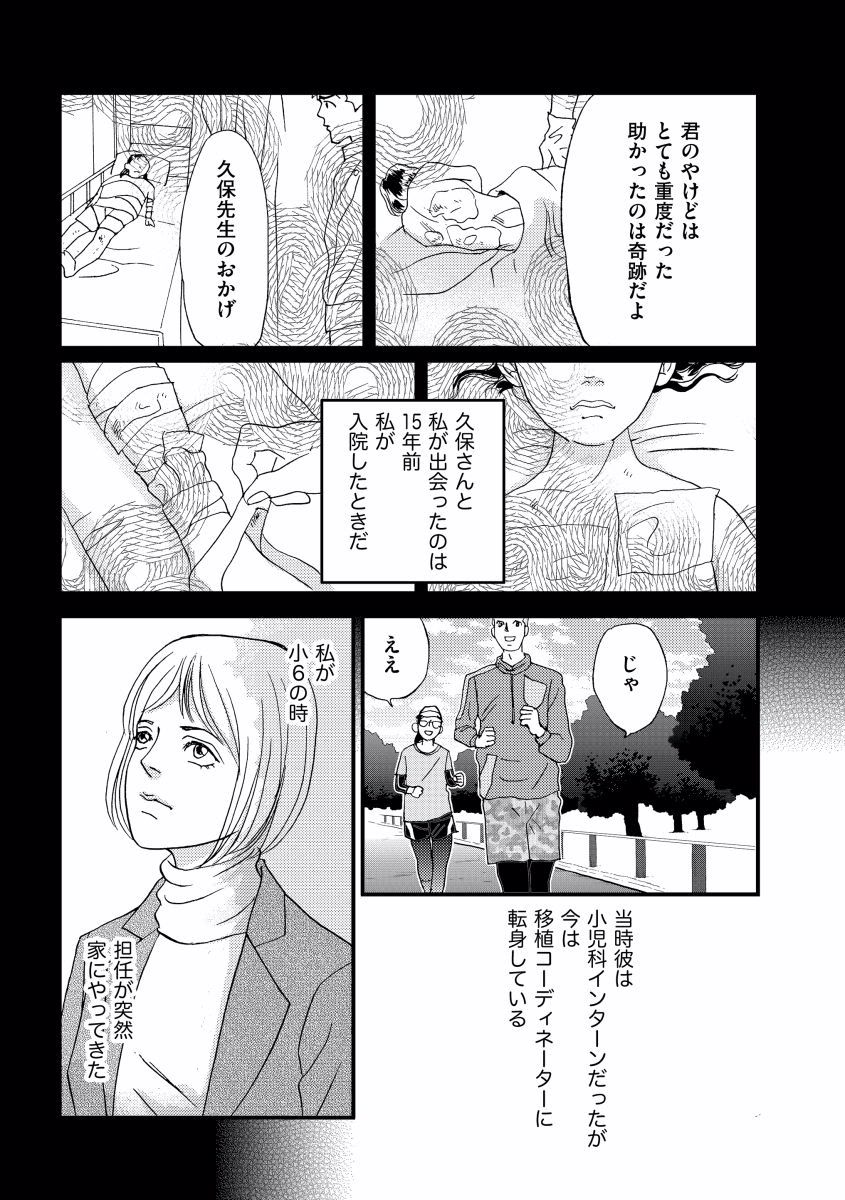 君のやけどは
とても重度だった
助かったのは奇跡だよ
久保先生のおかげ
久保さんと
私が出会ったのは
15年前
私が
入院したときだ
じゃ
ええ
当時彼は
小児科インターンだったが
今は
移植コーディネーターに
転身している
私が
小6の時
担任が突然
家にやってきた